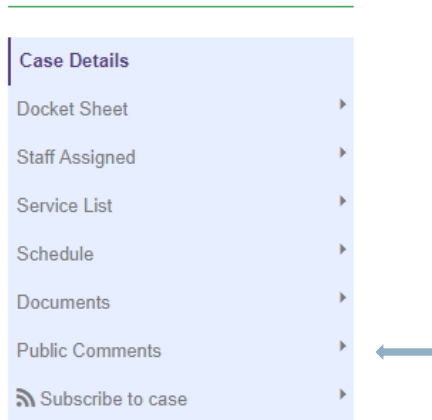 Case Details
Docket Sheet
Staff Assigned
Service List
Schedule
Documents
Public Comments
Subscribe to case